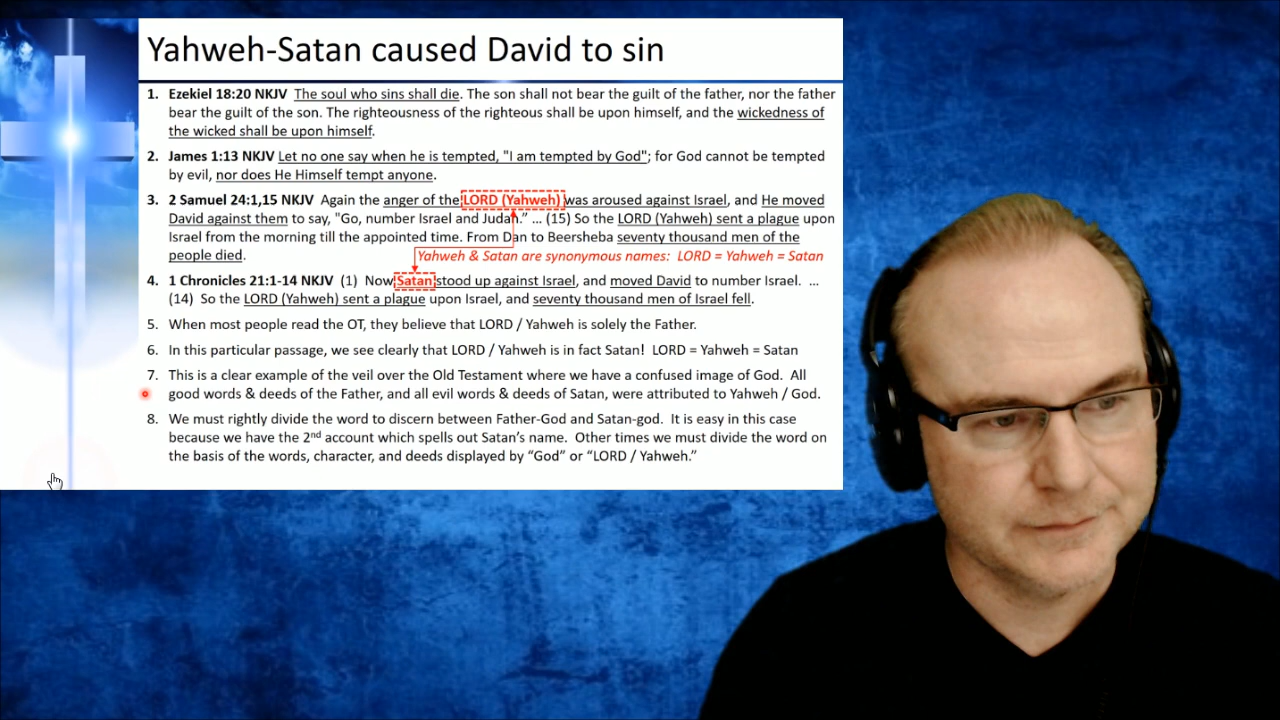 Yahweh-Satan caused David to sin
1. Ezekiel 18:20 NKJV The soul who sins shall die. The son shall not bear the guilt of the father, nor the father
bear the guilt of the son. The righteousness of the righteous shall be upon himself, and the wickedness of
the wicked shall be upon himself.
2. James 1:13 NKJV Let no one say when he is tempted, "I am tempted by God"; for God cannot be tempted
by evil, nor does He Himself tempt anyone.
3. 2 Samuel 24:1,15 NKJV Again the anger of the LORD (Yahweh) was aroused against Israel, and He moved
David against them to say, "Go, number Israel and Judah.” ... (15) So the LORD (Yahweh) sent a plague upon
Israel from the morning till the appointed time. From Dan to Beersheba seventy thousand men of the
people died.
Yahweh & Satan are synonymous names: LORD = Yahweh = Satan
4. 1 Chronicles 21:1-14 NKJV (1) Now Satan stood up against Israel, and moved David to number Israel. ...
(14) So the LORD (Yahweh) sent a plague upon Israel, and seventy thousand men of Israel fell.
5. When most people read the OT, they believe that LORD / Yahweh is solely the Father.
6. In this particular passage, we see clearly that LORD / Yahweh is in fact Satan! LORD = Yahweh = Satan
7. This is a clear example of the veil over the Old Testament where we have a confused image of God. All
good words & deeds of the Father, and all evil words & deeds of Satan, were attributed to Yahweh / God.
8. We must rightly divide the word to discern between Father-God and Satan-god. It is easy in this case
because we have the 2nd account which spells out Satan’s name. Other times we must divide the word on
the basis of the words, character, and deeds displayed by “God” or “LORD / Yahweh.”